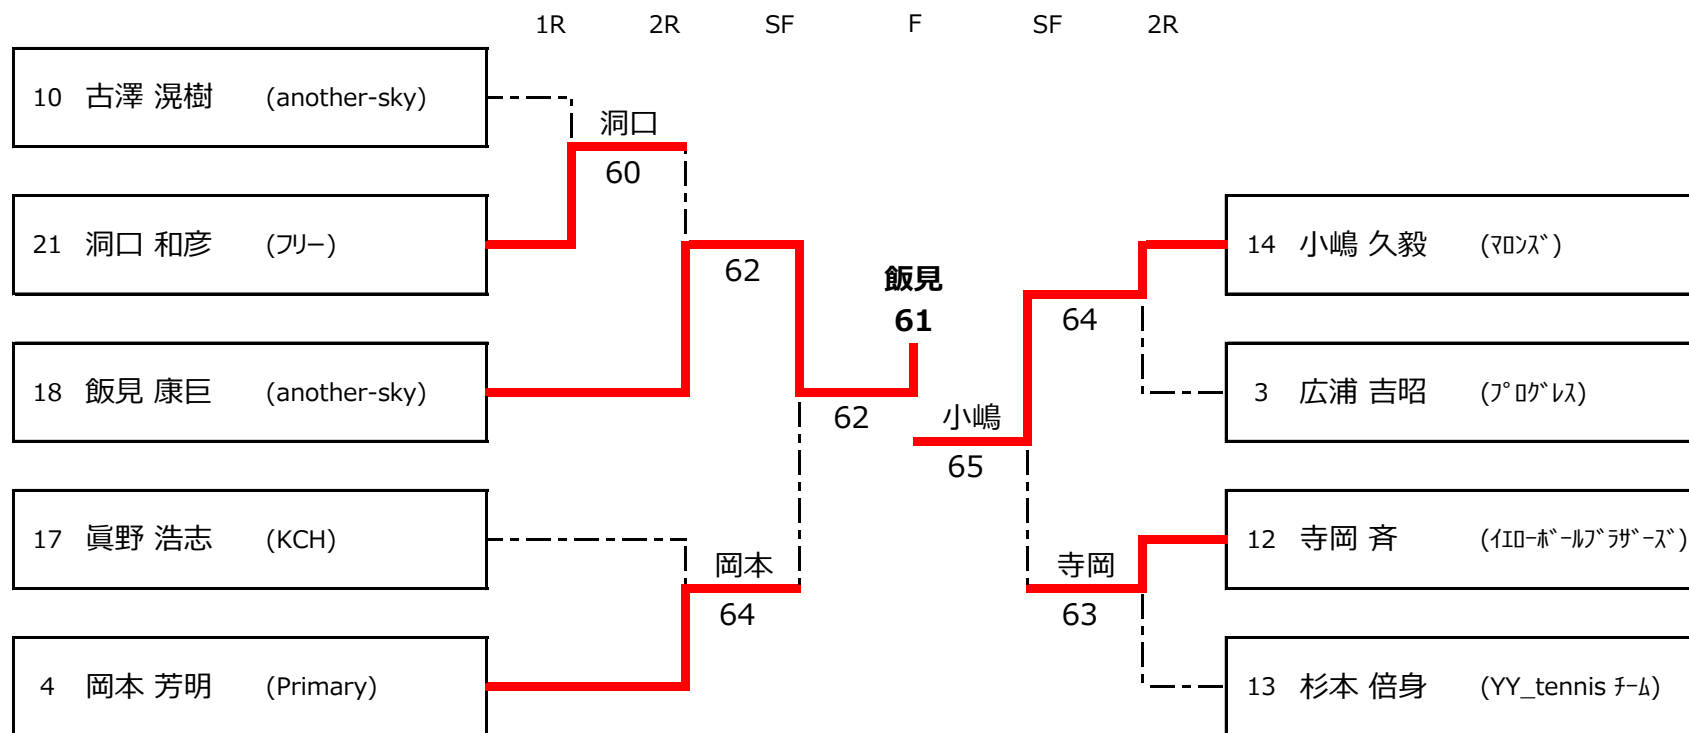 1R 2R SF F SF 2R
10 古澤 滉樹 (another-sky)
洞口
60
21 洞口 和彦 (フリー)
14 小嶋 久毅 (マロンズ)
62
飯見
61
64
18 飯見 康巨 (another-sky)
3 広浦 吉昭 (プログレス)
62
小嶋
65
17 眞野 浩志 (KCH)
12 寺岡 斉 (イエローボールブラザーズ)
岡本
64
寺岡
63
4 岡本 芳明 (Primary)
13 杉本 倍身 (YY_tennis チーム)